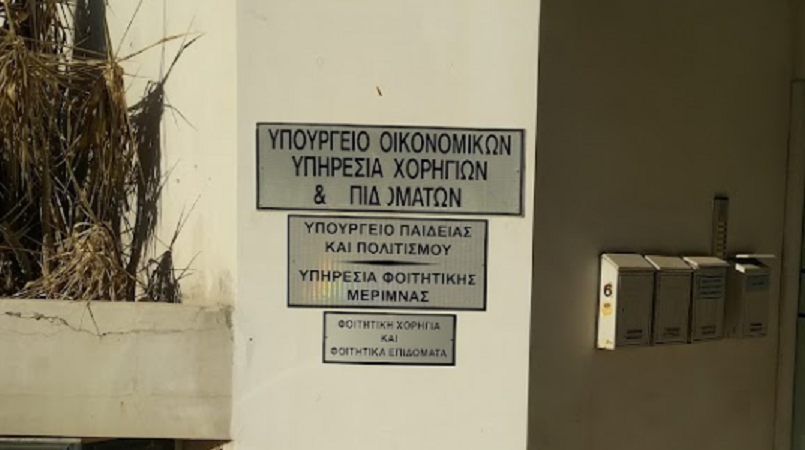 ΥΠΟΥΡΓΕΙΟ ΟΙΚΟΝΟΜΙΚΩΝ
ΥΠΗΡΕΣΙΑ ΧΟΡΗΓΙΩΝ
& ΠΙΔ ΟΜΑΤΩΝ
ΥΠΟΥΡΓΕΙΟ ΠΑΙΔΕΙΑΣ
ΚΑΙ ΠΟΛΙΤΙΣΜΟΥ
ΥΠΗΡΕΣΙΑ ΦΟΙΤΗΤΙΚΗΣ
ΜΕΡΙΜΝΑΣ
ΦΟΙΤΗΤΙΚΗ ΧΟΡΗΓΙΑ
ΚΑΙ
ΦΟΙΤΗΤΙΚΑ ΕΠΙΔΟΜΑΤΑ
6